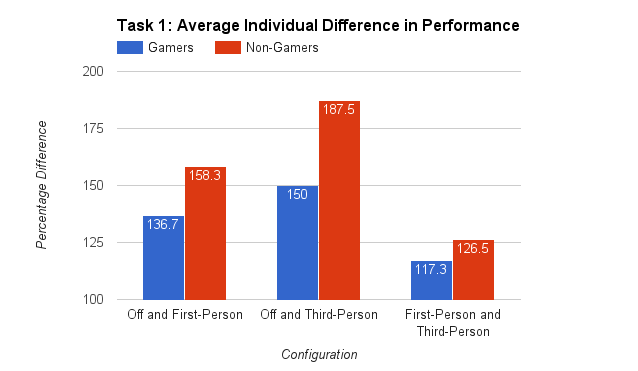 Task 1: Average Individual Difference in Performance
Gamers Non-Gamers
200
175
150
125
100
Percentage Difference
136.7
158.3
150
187.5
117.3
126.5
Off and First-Person
Off and Third-Person
First-Person and
Third-Person
Configuration